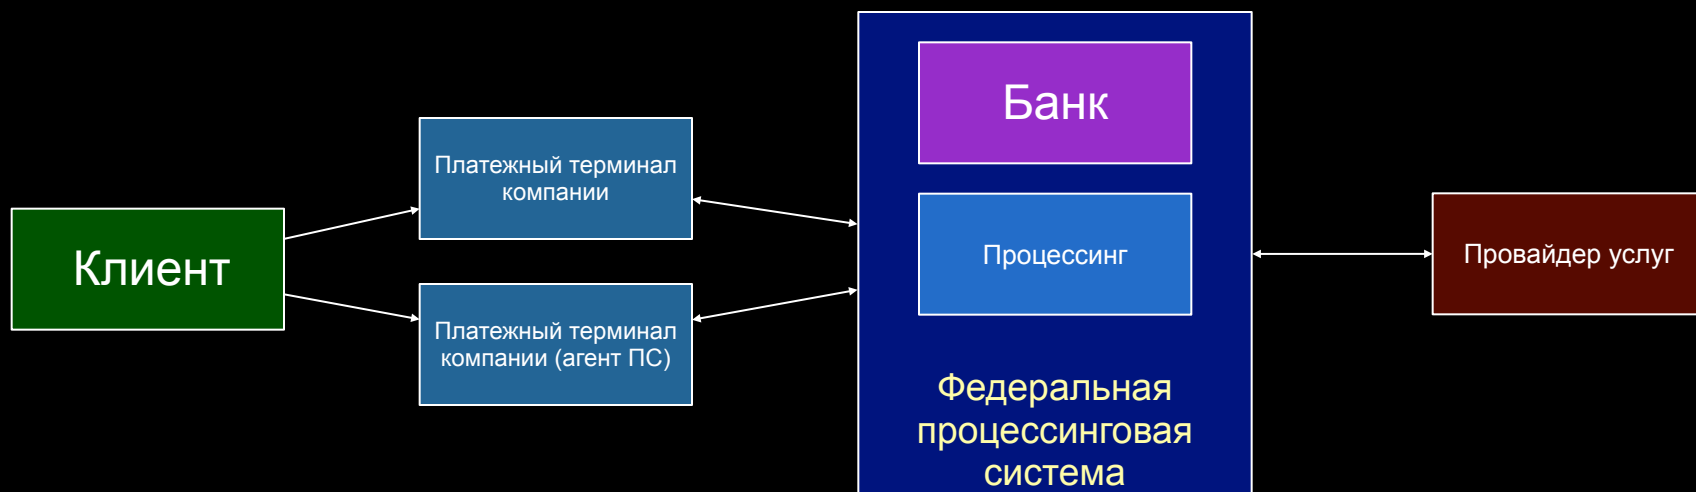 Клиент
Платежный терминал
компании
Платежный терминал
компании (агент ПС)
Банк
Процессинг
Федеральная
процессинговая
система
Провайдер услуг